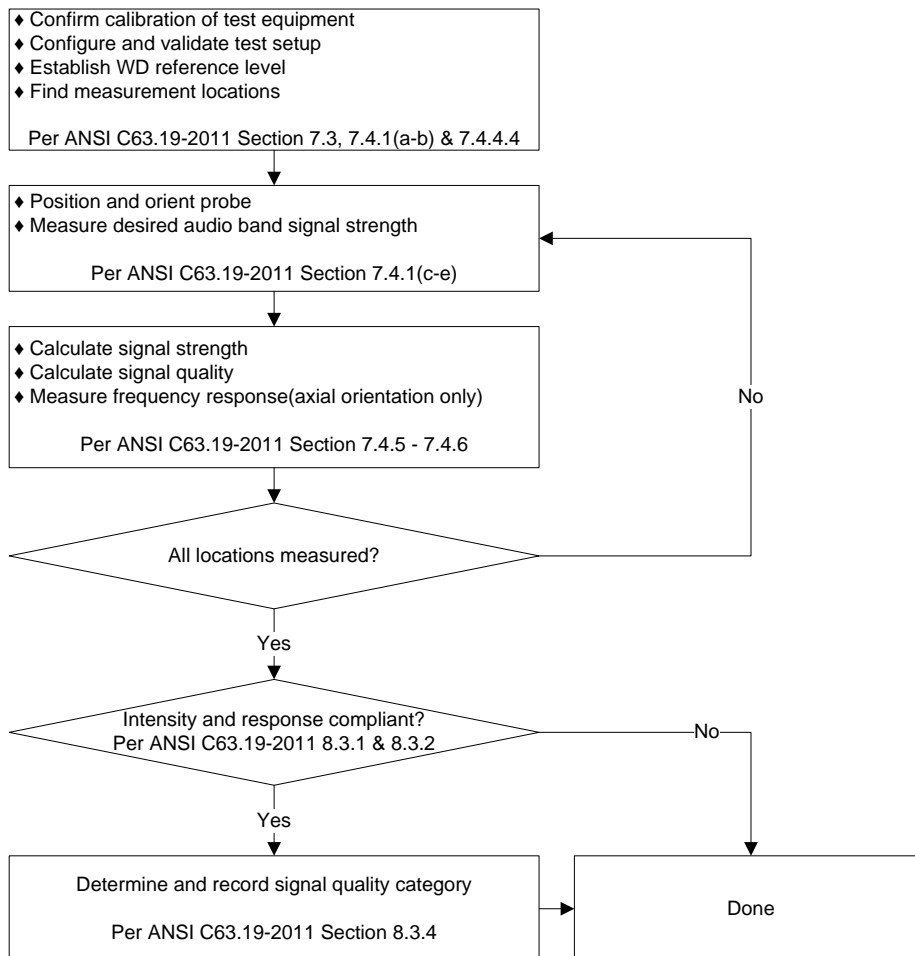 ♦ Confirm calibration of test equipment
♦ Configure and validate test setup
♦ Establish WD reference level
♦ Find measurement locations
Per ANSI C63.19-2011 Section 7.3, 7.4.1(a-b) & 7.4.4.4
♦ Position and orient probe
♦ Measure desired audio band signal strength
Per ANSI C63.19-2011 Section 7.4.1(c-e)
♦ Calculate signal strength
♦ Calculate signal quality
♦ Measure frequency response(axial orientation only)
Per ANSI C63.19-2011 Section 7.4.5 - 7.4.6
No
All locations measured?
Yes
Intensity and response compliant?
Per ANSI C63.19-2011 8.3.1 & 8.3.2
No
Yes
Determine and record signal quality category
Per ANSI C63.19-2011 Section 8.3.4
Done